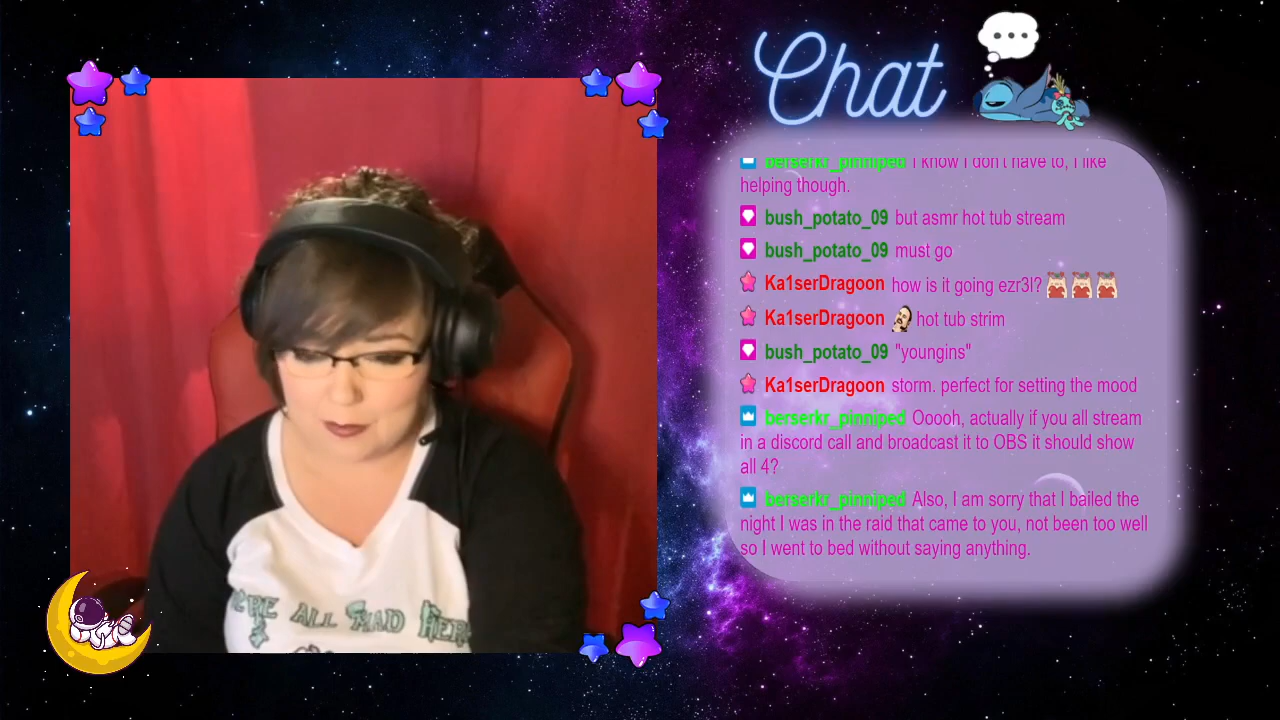 Chat
berserkr_pinniped I know I don't have to, I like
helping though.
bush_potato_09 but asmr hot tub stream
bush_potato_09 must go
Ka1serDragoon how is it going ezr3l?
Ka1serDragoon hot tub strim
bush_potato_09 "youngins"
Ka1serDragoon storm. perfect for setting the mood
berserkr_pinniped Ooooh, actually if you all stream
in a discord call and broadcast it to OBS it should show
all 4?
berserkr_pinniped Also, I am sorry that I bailed the
night I was in the raid that came to you, not been too well
so I went to bed without saying anything.
WE'RE ALL MAD HERE